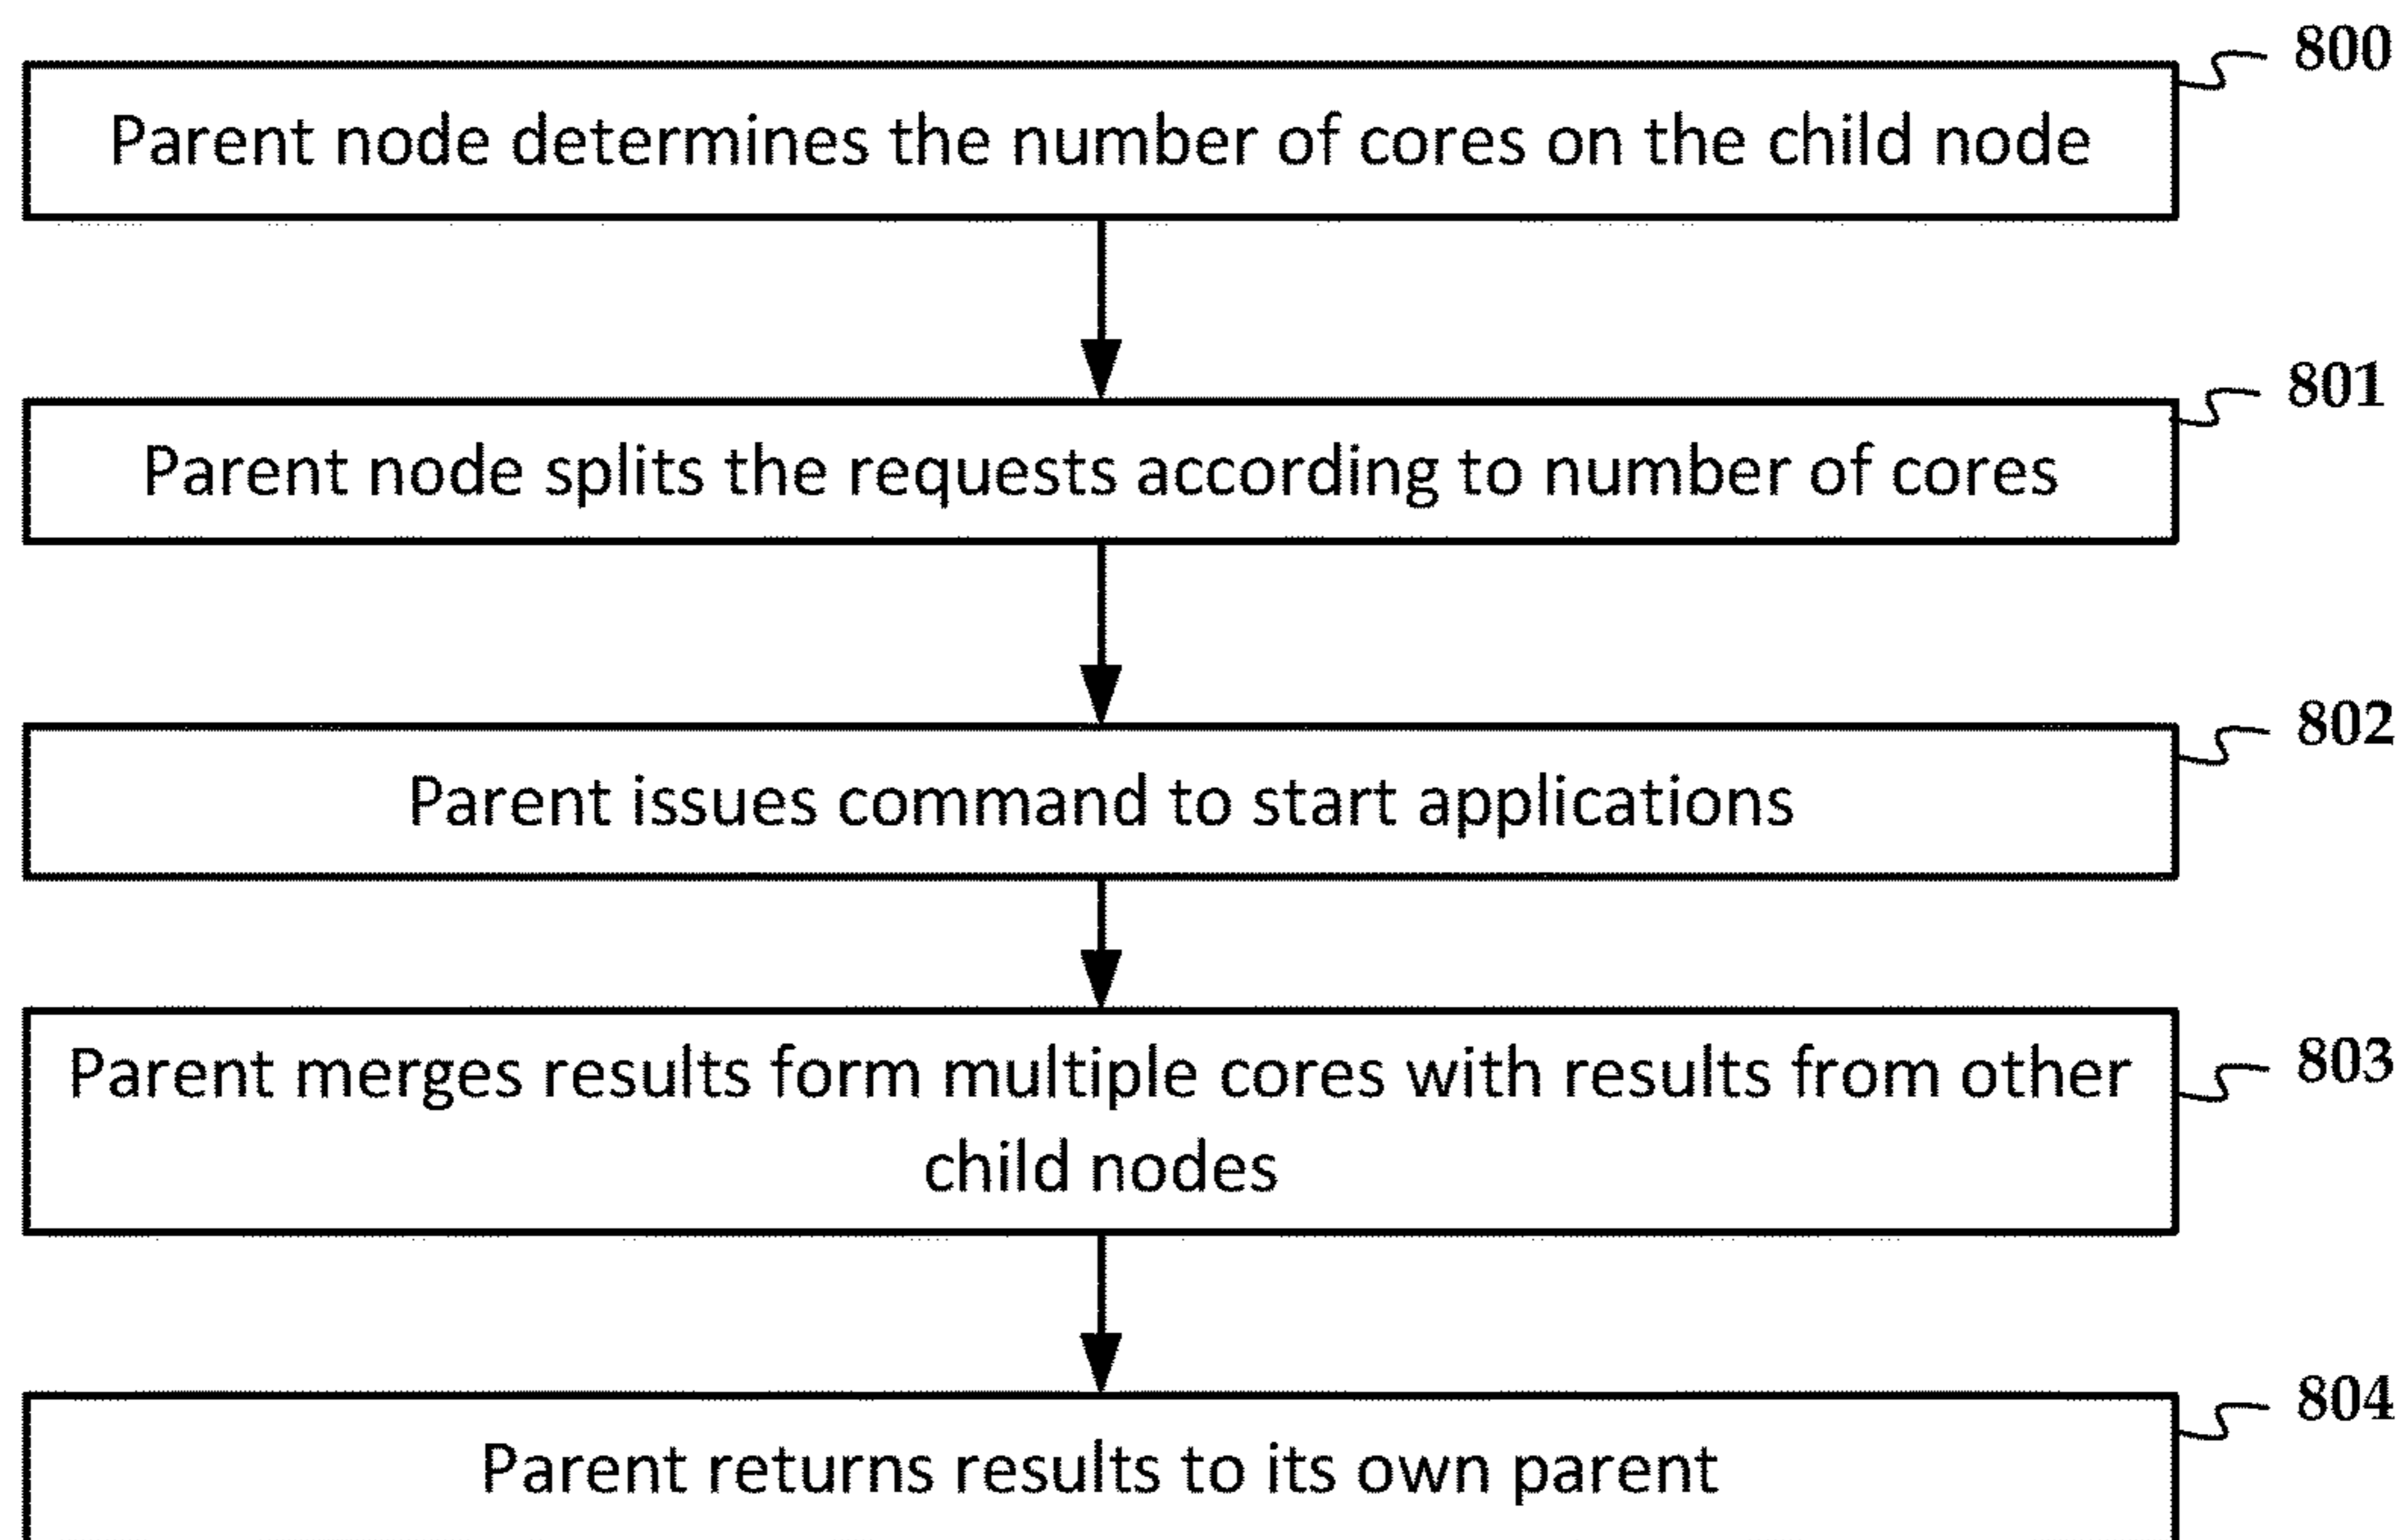 800
Parent node determines the number of cores on the child node
801
Parent node splits the requests according to number of cores
802
Parent issues command to start applications
803
Parent merges results form multiple cores with results from other
child nodes
804
Parent returns results to its own parent